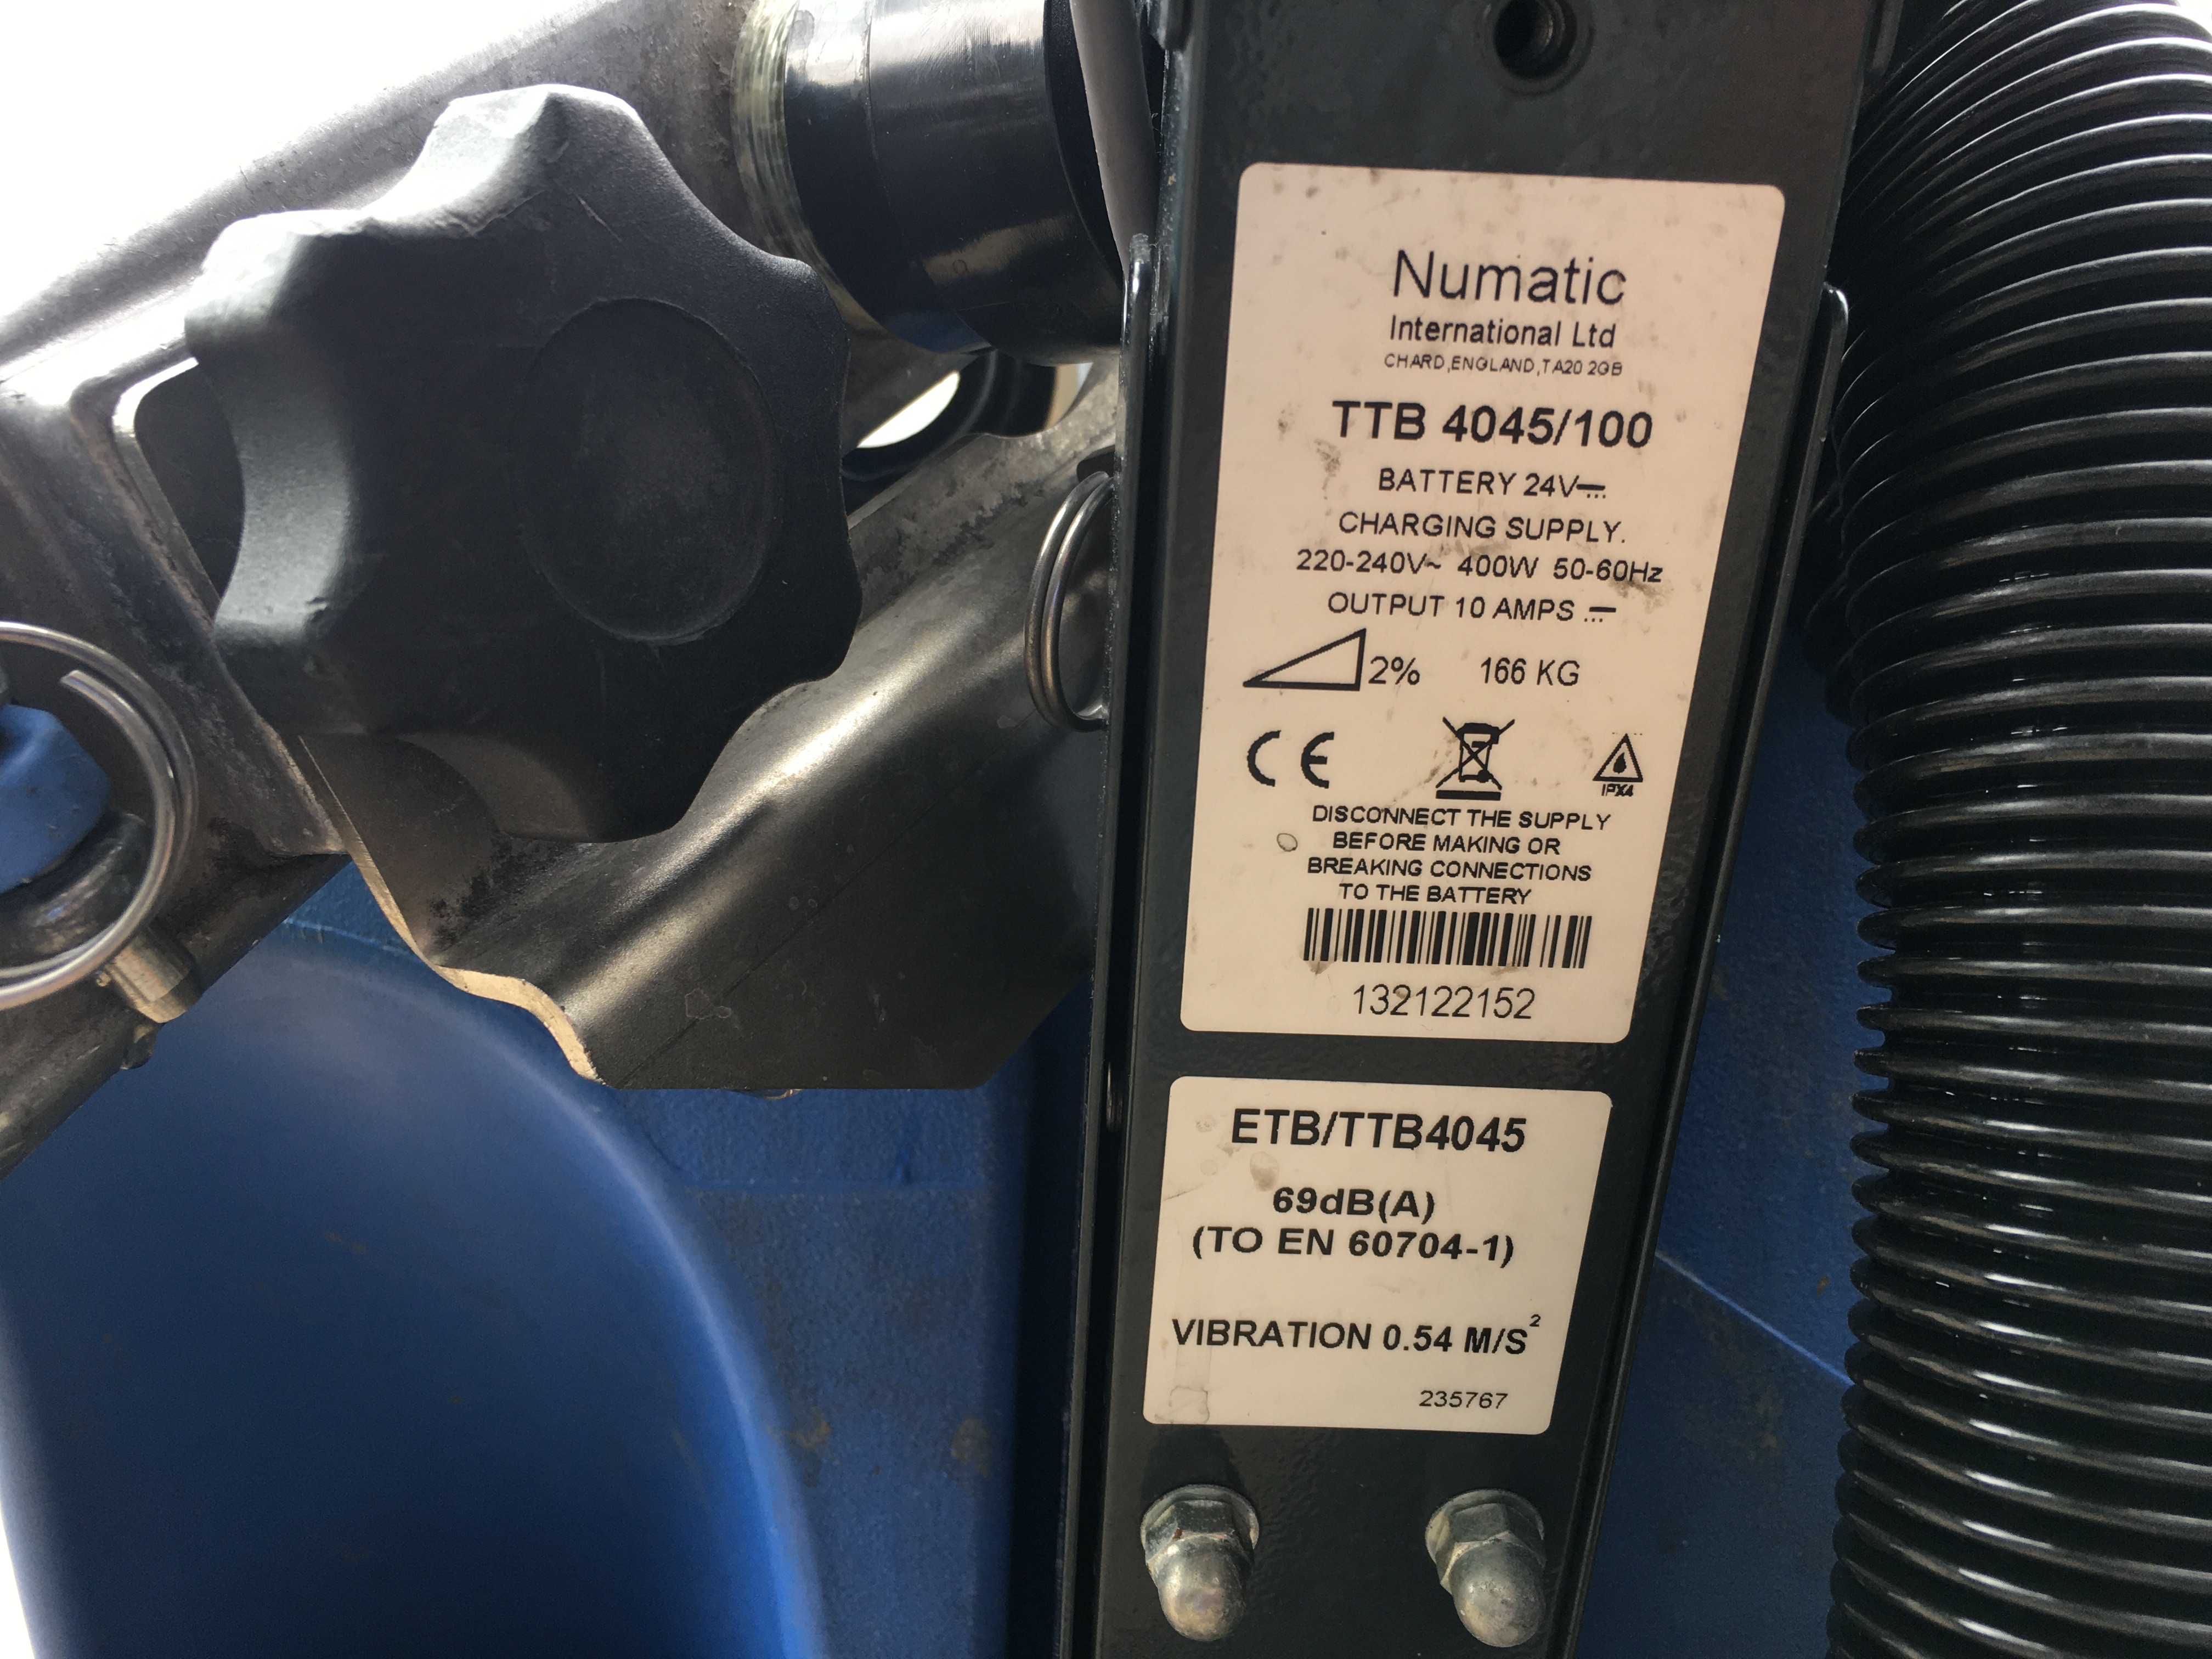 Numatic
International Ltd
CHARD,ENGLAND,TA20 2GB
TTB 4045/100
BATTERY 24V
CHARGING SUPPLY.
220-240V~ 400W 50-60Hz
OUTPUT 10 AMPS
2% 166 KG
CE
IPX4
DISCONNECT THE SUPPLY
BEFORE MAKING OR
BREAKING CONNECTIONS
TO THE BATTERY
132122152
ETB/TTB4045
69dB(A)
(TO EN 60704-1)
VIBRATION 0.54 M/S²
235767